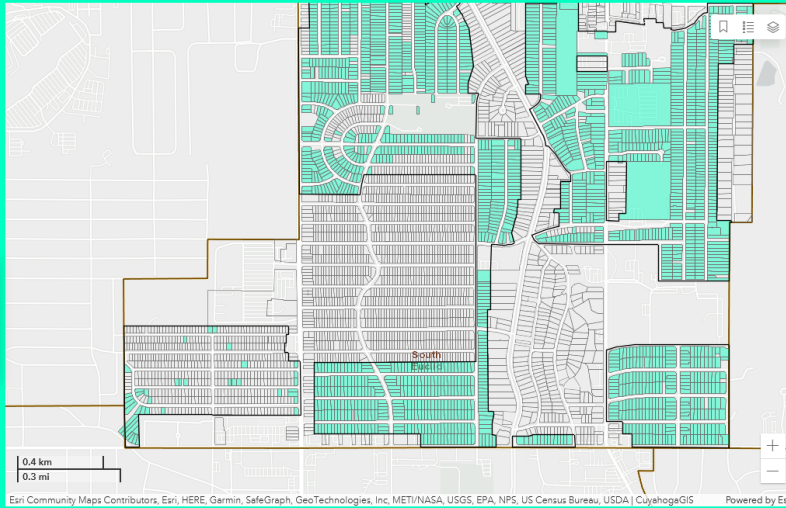 South
Euclid
0.4 km
0.3 mi
Esri Community Maps Contributors, Esri, HERE, Garmin, SafeGraph, GeoTechnologies, Inc, METI/NASA, USGS, EPA, NPS, US Census Bureau, USDA | CuyahogaGIS
Powered by Es